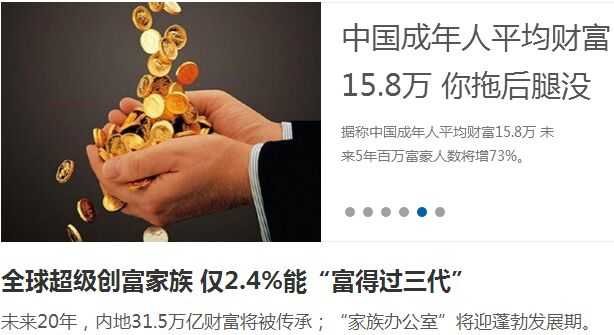 中国成年人平均财富
15.8万 你拖后腿没
据称中国成年人平均财富15.8万 未
来5年百万富豪人数将增73%。
全球超级创富家族 仅2.4%能“富得过三代”
未来20年，内地31.5万亿财富将被传承；“家族办公室”将迎蓬勃发展期。